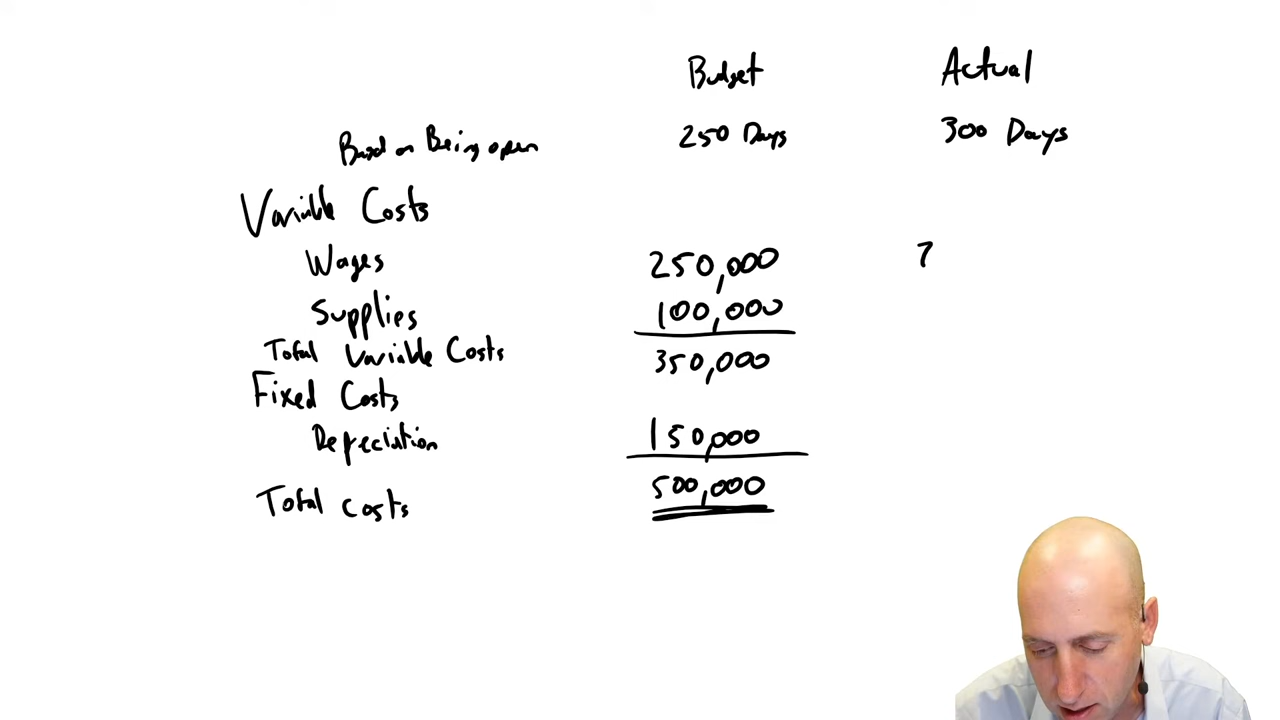 Budget Actual
Based on Being open 250 Days 300 Days
Variable Costs
Wages 250,000 7
Supplies 100,000
Total Variable Costs 350,000
Fixed Costs
Depreciation 150,000
Total costs 500,000